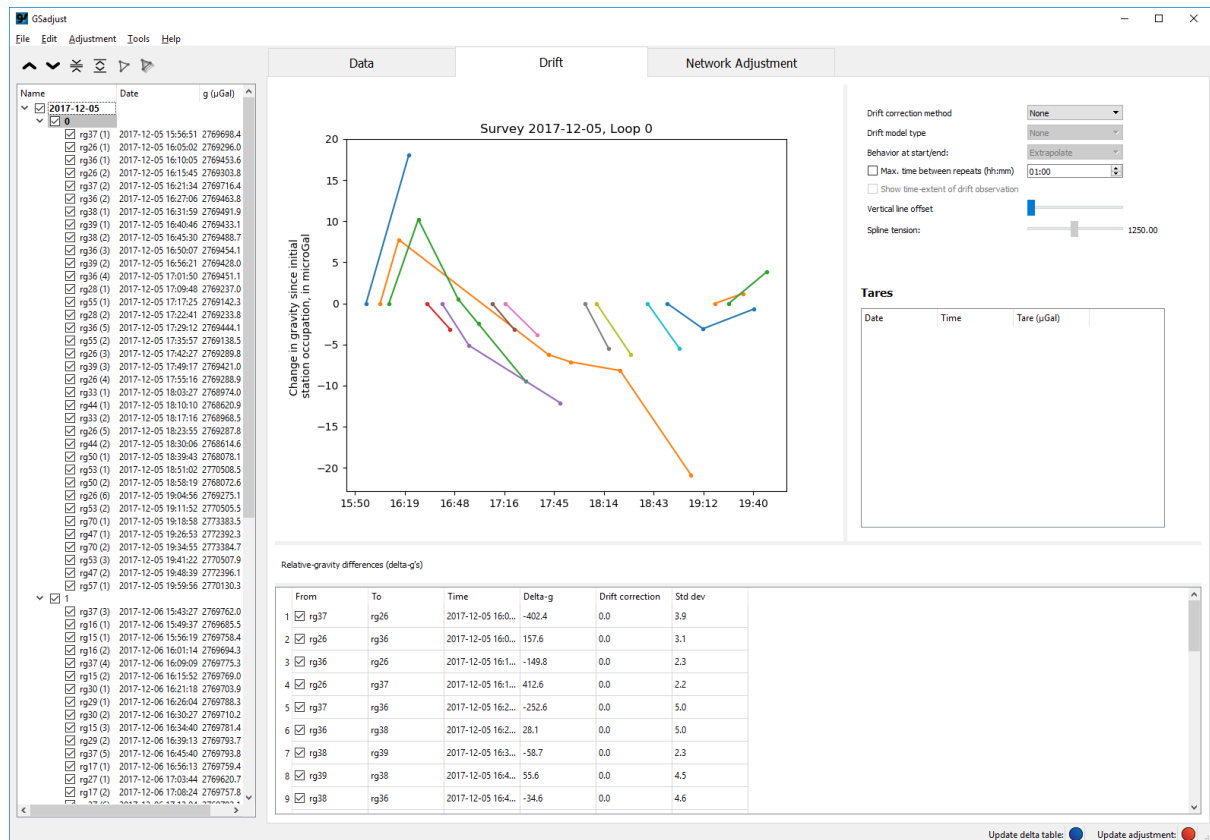 GSadjust
File Edit Adjustment Tools Help
Data Drift Network Adjustment
Name Date g (µGal)
2017-12-05
0
rg37 (1) 2017-12-05 15:56:51 2769698.4
rg26 (1) 2017-12-05 16:05:02 2769296.0
rg36 (1) 2017-12-05 16:10:05 2769453.6
rg26 (2) 2017-12-05 16:15:45 2769303.8
rg37 (2) 2017-12-05 16:21:34 2769716.4
rg36 (2) 2017-12-05 16:27:06 2769463.8
rg38 (1) 2017-12-05 16:31:59 2769491.9
rg39 (1) 2017-12-05 16:40:46 2769433.1
rg38 (2) 2017-12-05 16:45:30 2769488.7
rg36 (3) 2017-12-05 16:50:07 2769454.1
rg39 (2) 2017-12-05 16:56:21 2769428.0
rg36 (4) 2017-12-05 17:01:50 2769451.1
rg28 (1) 2017-12-05 17:09:48 2769237.0
rg55 (1) 2017-12-05 17:17:25 2769142.3
rg28 (2) 2017-12-05 17:22:41 2769233.8
rg36 (5) 2017-12-05 17:29:12 2769444.1
rg55 (2) 2017-12-05 17:35:57 2769138.5
rg26 (3) 2017-12-05 17:42:27 2769289.8
rg39 (3) 2017-12-05 17:49:17 2769421.0
rg26 (4) 2017-12-05 17:55:16 2769288.9
rg33 (1) 2017-12-05 18:03:27 2768974.0
rg44 (1) 2017-12-05 18:10:10 2768620.9
rg33 (2) 2017-12-05 18:17:16 2768968.5
rg26 (5) 2017-12-05 18:23:55 2769287.8
rg44 (2) 2017-12-05 18:30:06 2768614.6
rg50 (1) 2017-12-05 18:39:43 2768078.1
rg53 (1) 2017-12-05 18:51:02 2770508.5
rg50 (2) 2017-12-05 18:58:19 2768072.6
rg26 (6) 2017-12-05 19:04:56 2769275.1
rg53 (2) 2017-12-05 19:11:52 2770505.5
rg70 (1) 2017-12-05 19:18:58 2773383.5
rg47 (1) 2017-12-05 19:26:53 2772392.3
rg70 (2) 2017-12-05 19:34:55 2773384.7
rg53 (3) 2017-12-05 19:41:22 2770507.9
rg47 (2) 2017-12-05 19:48:39 2772396.1
rg57 (1) 2017-12-05 19:59:56 2770130.3
1
rg37 (3) 2017-12-06 15:43:27 2769762.0
rg16 (1) 2017-12-06 15:49:37 2769685.5
rg15 (1) 2017-12-06 15:56:19 2769758.4
rg16 (2) 2017-12-06 16:01:14 2769694.3
rg37 (4) 2017-12-06 16:09:09 2769775.3
rg15 (2) 2017-12-06 16:15:52 2769769.0
rg30 (1) 2017-12-06 16:21:18 2769703.9
rg29 (1) 2017-12-06 16:26:04 2769788.3
rg30 (2) 2017-12-06 16:30:27 2769710.2
rg15 (3) 2017-12-06 16:34:40 2769781.4
rg29 (2) 2017-12-06 16:39:13 2769793.7
rg37 (5) 2017-12-06 16:45:40 2769793.8
rg17 (1) 2017-12-06 16:56:13 2769759.4
rg27 (1) 2017-12-06 17:03:44 2769620.7
rg17 (2) 2017-12-06 17:08:24 2769757.8
Survey 2017-12-05, Loop 0
Change in gravity since initial
station occupation, in microGal
20
15
10
5
0
−5
−10
−15
−20
15:50 16:19 16:48 17:16 17:45 18:14 18:43 19:12 19:40
Drift correction method None
Drift model type None
Behavior at start/end: Extrapolate
Max. time between repeats (hh:mm) 01:00
Show time-extent of drift observation
Vertical line offset
Spline tension: 1250.00
Tares
Date Time Tare (µGal)
Relative-gravity differences (delta-g's)
From To Time Delta-g Drift correction Std dev
1 rg37 rg26 2017-12-05 16:0... -402.4 0.0 3.9
2 rg26 rg36 2017-12-05 16:0... 157.6 0.0 3.1
3 rg36 rg26 2017-12-05 16:1... -149.8 0.0 2.3
4 rg26 rg37 2017-12-05 16:1... 412.6 0.0 2.2
5 rg37 rg36 2017-12-05 16:2... -252.6 0.0 5.0
6 rg36 rg38 2017-12-05 16:2... 28.1 0.0 5.0
7 rg38 rg39 2017-12-05 16:3... -58.7 0.0 2.3
8 rg39 rg38 2017-12-05 16:4... 55.6 0.0 4.5
9 rg38 rg36 2017-12-05 16:4... -34.6 0.0 4.6
Update delta table: Update adjustment: